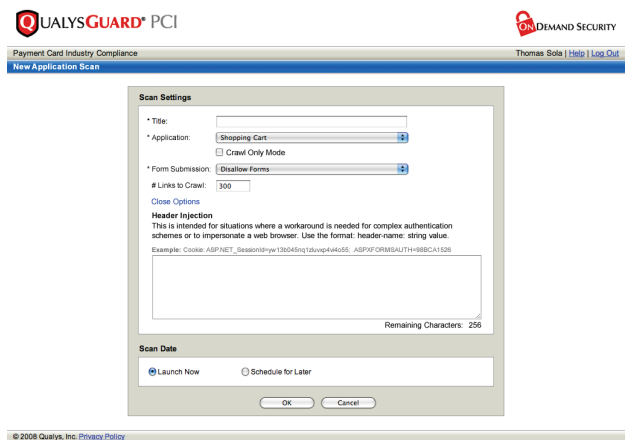 QUALYSGUARD® PCI
ON DEMAND SECURITY
Payment Card Industry Compliance
Thomas Sola | Help | Log Out
New Application Scan
Scan Settings
* Title:
* Application: Shopping Cart
Crawl Only Mode
* Form Submission: Disallow Forms
# Links to Crawl: 300
Close Options
Header Injection
This is intended for situations where a workaround is needed for complex authentication
schemes or to impersonate a web browser. Use the format: header-name: string value.
Example: Cookie: ASP.NET_SessionId=yw13b045nq1zluvxp4vi4o55; ASPXFORMSAUTH=98BCA1526
Remaining Characters: 256
Scan Date
Launch Now
Schedule for Later
OK
Cancel
© 2008 Qualys, Inc. Privacy Policy